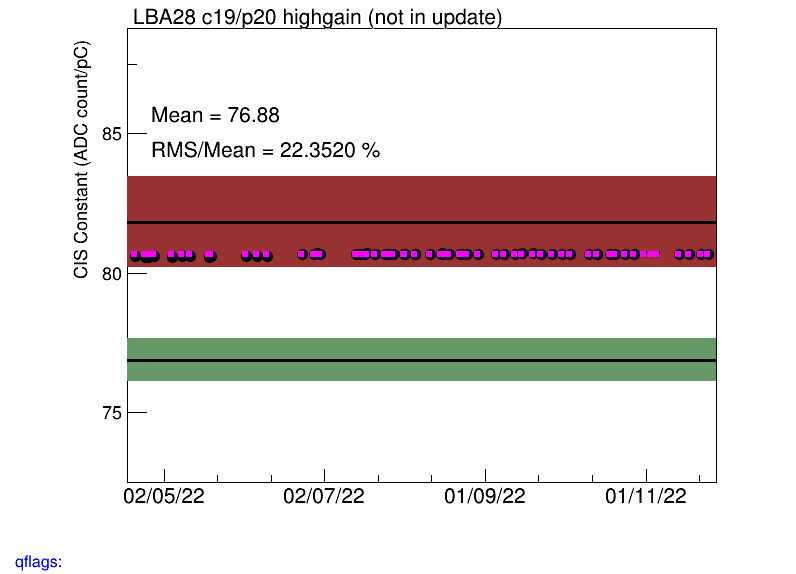 LBA28 c19/p20 highgain (not in update)
CIS Constant (ADC count/pC)
Mean = 76.88
RMS/Mean = 22.3520 %
85
80
75
02/05/22
02/07/22
01/09/22
01/11/22
qflags: